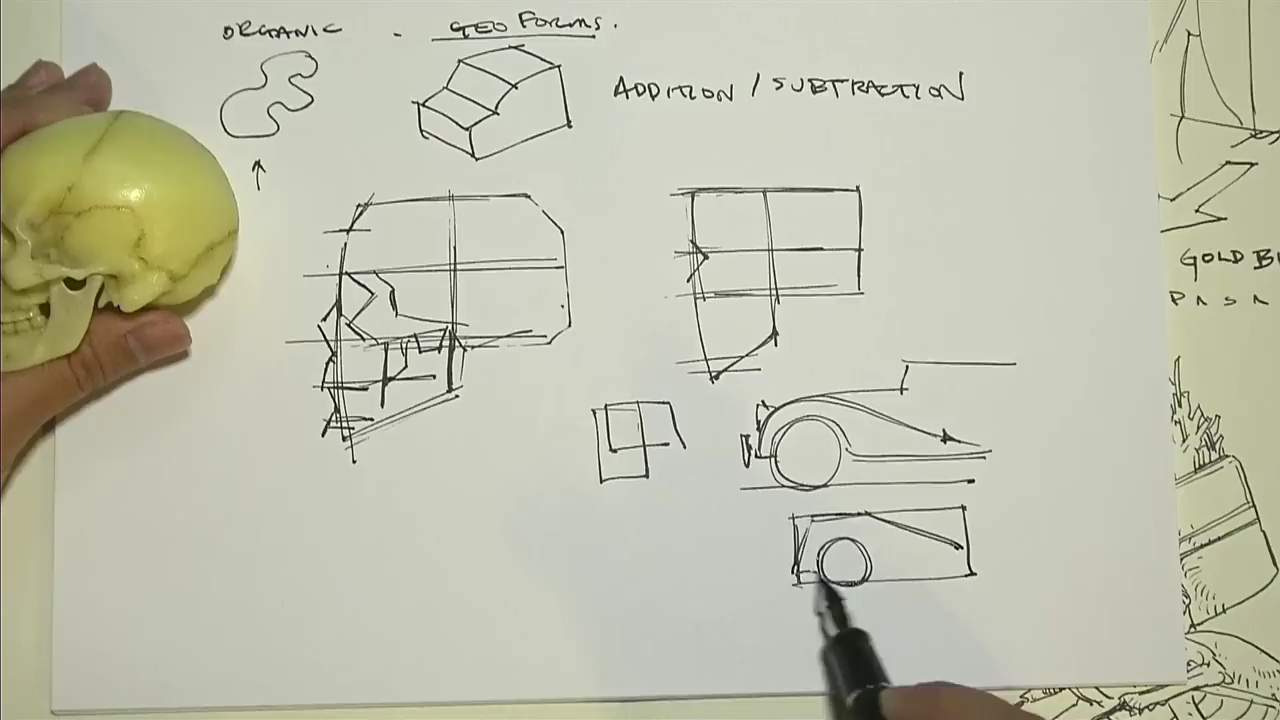 ORGANIC - GEO FORMS.
ADDITION / SUBTRACTION
GOLD B